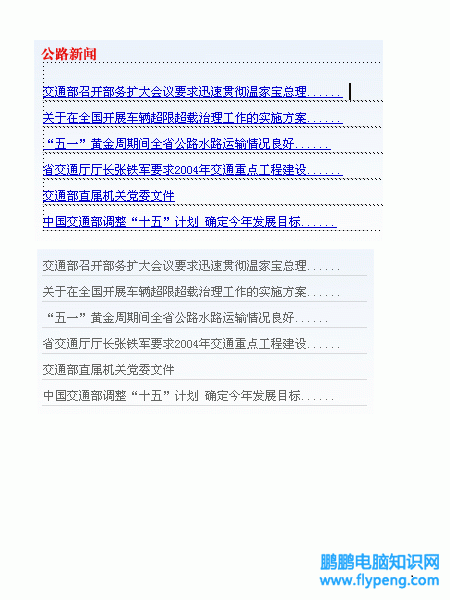 公路新闻
交通部召开部务扩大会议要求迅速贯彻温家宝总理......
关于在全国开展车辆超限超载治理工作的实施方案......
“五一”黄金周期间全省公路水路运输情况良好......
省交通厅厅长张铁军要求2004年交通重点工程建设......
交通部直属机关党委文件
中国交通部调整“十五”计划 确定今年发展目标......
交通部召开部务扩大会议要求迅速贯彻温家宝总理......
关于在全国开展车辆超限超载治理工作的实施方案......
“五一”黄金周期间全省公路水路运输情况良好......
省交通厅厅长张铁军要求2004年交通重点工程建设......
交通部直属机关党委文件
中国交通部调整“十五”计划 确定今年发展目标......
鹏鹏电脑知识网
www.flypeng.com